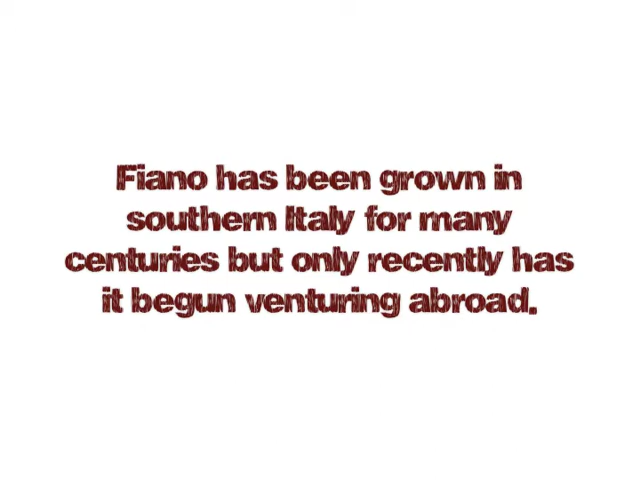 Fiano has been grown in
southern Italy for many
centuries but only recently has
it begun venturing abroad.